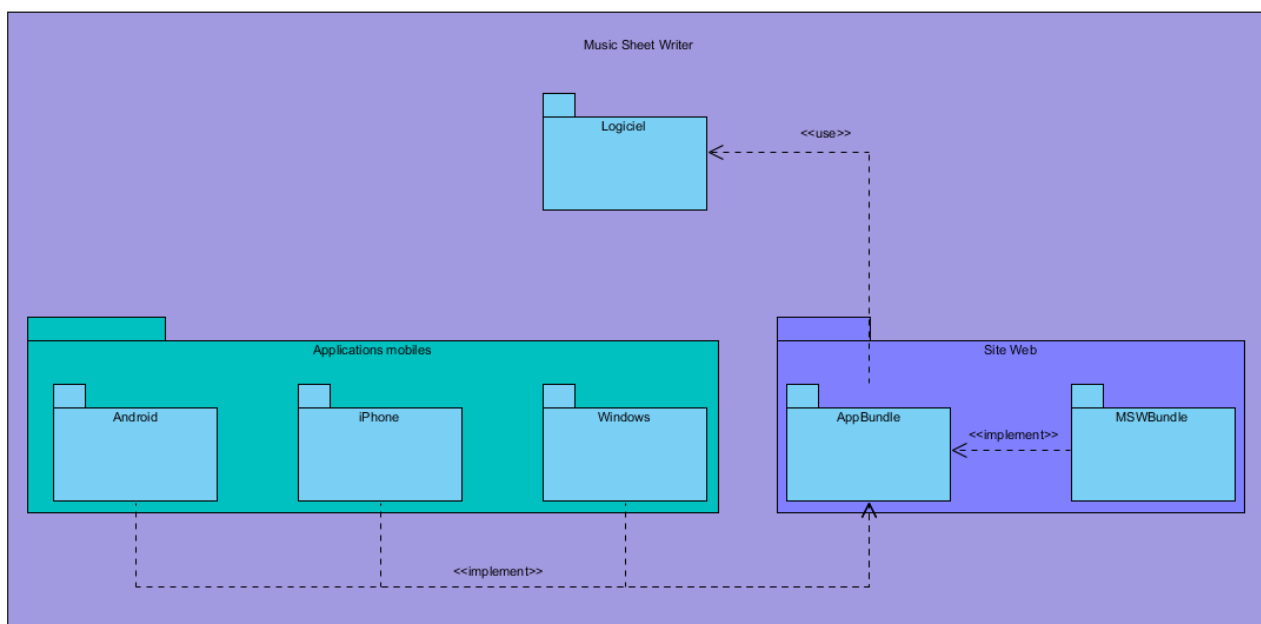 Music Sheet Writer
Logiciel
<<use>>
Applications mobiles
Site Web
Android
iPhone
Windows
AppBundle
MSWBundle
<<implement>>
<<implement>>